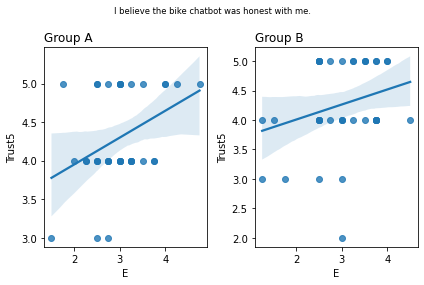 I believe the bike chatbot was honest with me.
Group A
Group B
Trust5
5.0
4.5
4.0
3.5
3.0
2
3
4
E
Trust5
5.0
4.5
4.0
3.5
3.0
2.5
2.0
2
3
4
E